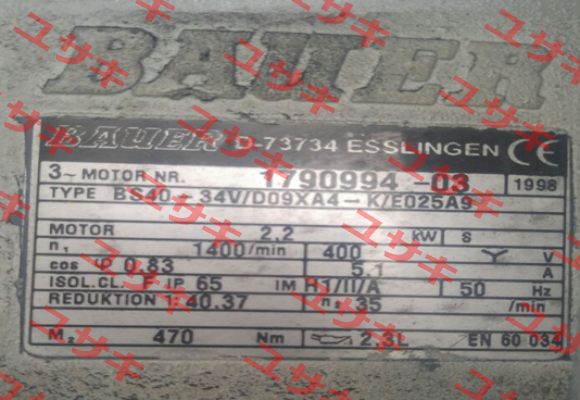 BAUER
BAUER D-73734 ESSLINGEN CE
3~ MOTOR NR. 1790994 -03 1998
TYPE BS40 - 34V/D09XA4 - K/E025A9
MOTOR 2,2 kW S
n₁ 1400/min 400 Y V
cos φ 0,83 5,1 A
ISOL.CL. F IP 65 IM H1/II/A 50 Hz
REDUKTION 1: 40,37 n₂ 35 /min
M₂ 470 Nm 2,3L EN 60 034
ユサキ